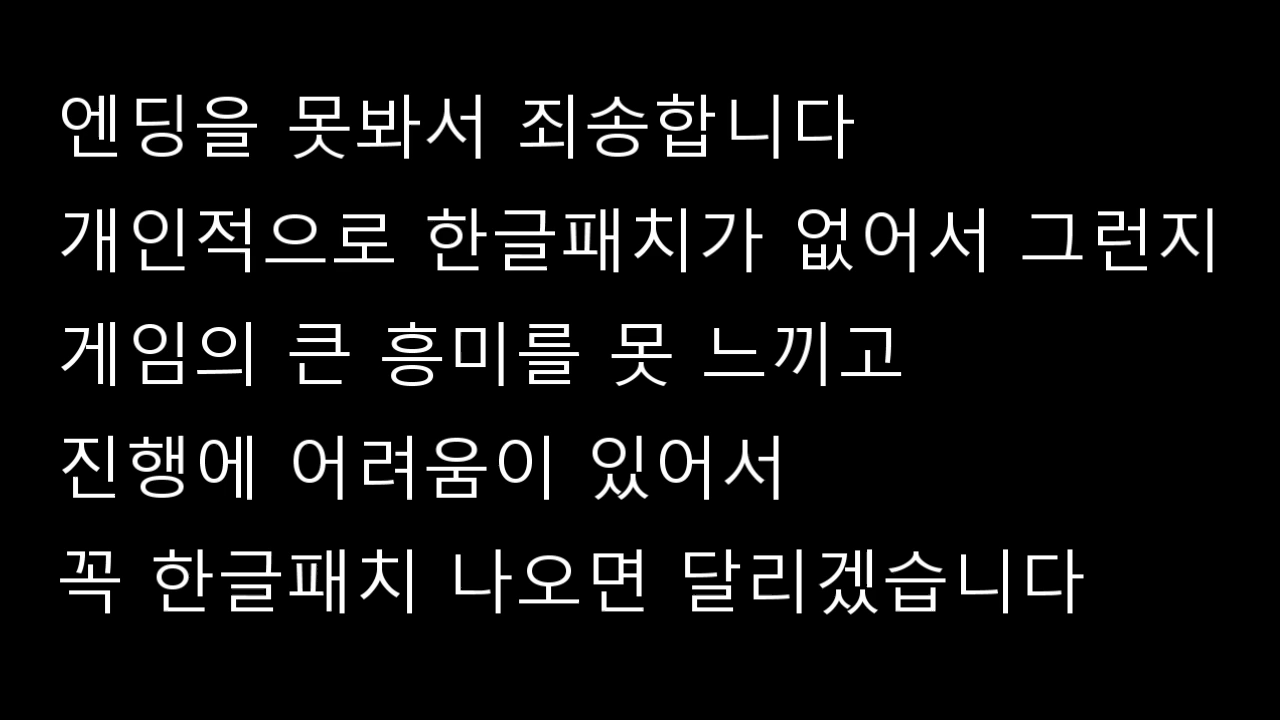 엔딩을 못봐서 죄송합니다
개인적으로 한글패치가 없어서 그런지
게임의 큰 흥미를 못 느끼고
진행에 어려움이 있어서
꼭 한글패치 나오면 달리겠습니다